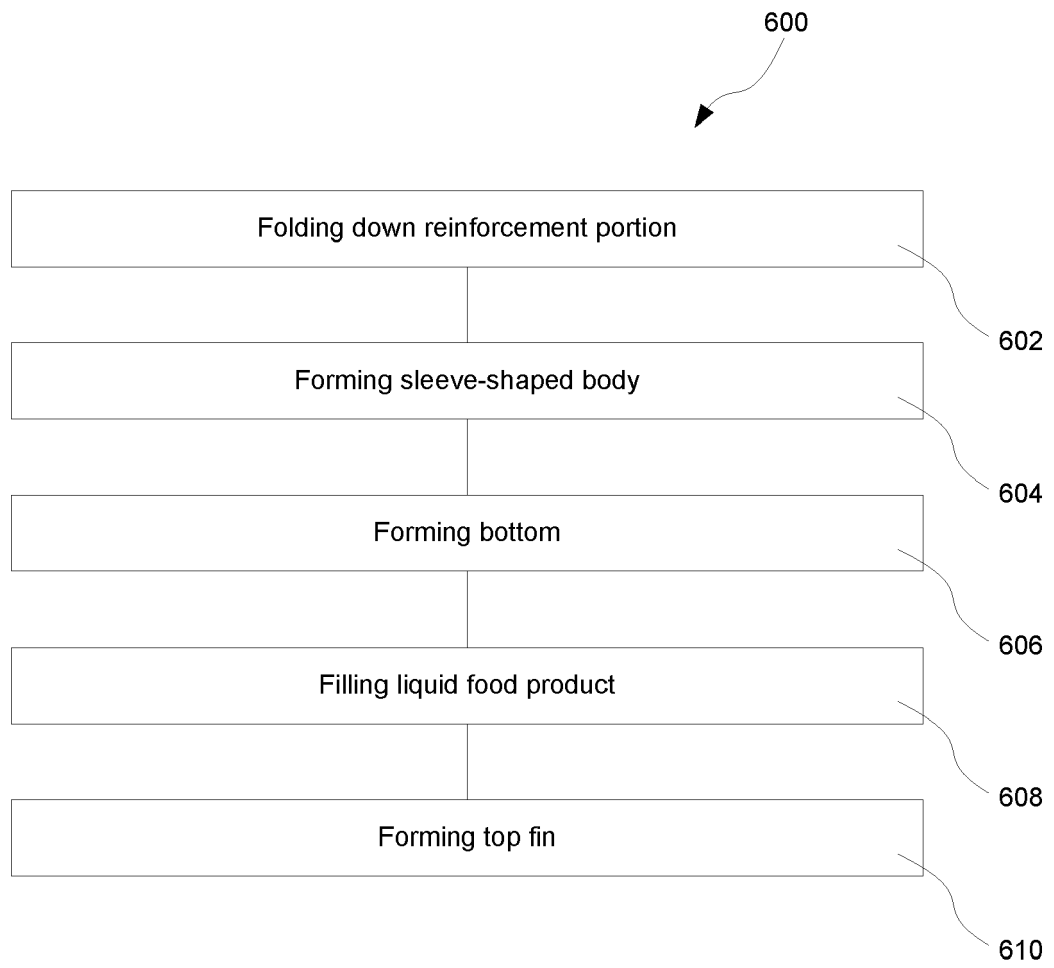 600
Folding down reinforcement portion
602
Forming sleeve-shaped body
604
Forming bottom
606
Filling liquid food product
608
Forming top fin
610